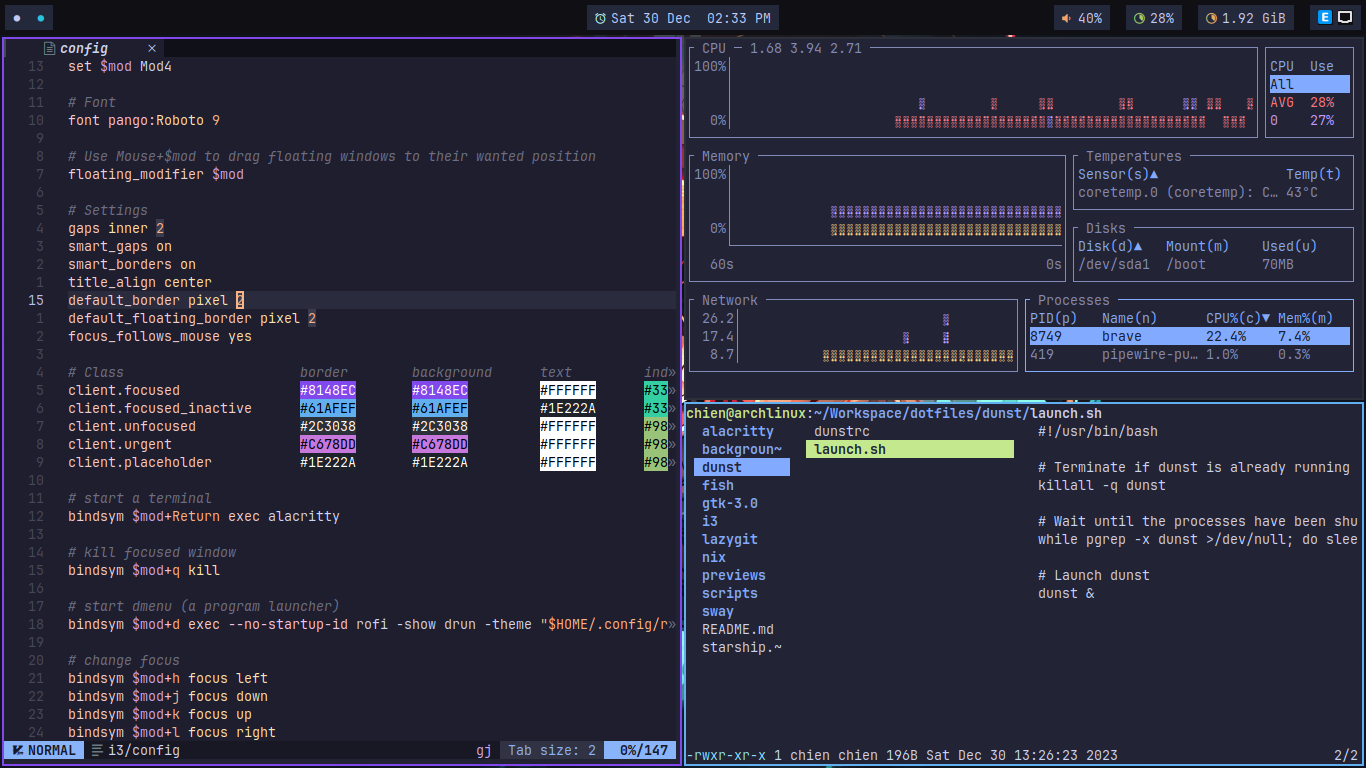 Sat 30 Dec 02:33 PM
40%
28%
1.92 GiB
E
config ×
13 set $mod Mod4
12
11 # Font
10 font pango:Roboto 9
9
8 # Use Mouse+$mod to drag floating windows to their wanted position
7 floating_modifier $mod
6
5 # Settings
4 gaps inner 2
3 smart_gaps on
2 smart_borders on
1 title_align center
15 default_border pixel 2
1 default_floating_border pixel 2
2 focus_follows_mouse yes
3
4 # Class border background text ind»
5 client.focused #8148EC #8148EC #FFFFFF #33»
6 client.focused_inactive #61AFEF #61AFEF #1E222A #33»
7 client.unfocused #2C3038 #2C3038 #FFFFFF #98»
8 client.urgent #C678DD #C678DD #FFFFFF #98»
9 client.placeholder #1E222A #1E222A #FFFFFF #98»
10
11 # start a terminal
12 bindsym $mod+Return exec alacritty
13
14 # kill focused window
15 bindsym $mod+q kill
16
17 # start dmenu (a program launcher)
18 bindsym $mod+d exec --no-startup-id rofi -show drun -theme "$HOME/.config/r»
19
20 # change focus
21 bindsym $mod+h focus left
22 bindsym $mod+j focus down
23 bindsym $mod+k focus up
24 bindsym $mod+l focus right
NORMAL i3/config gj Tab size: 2 0%/147
CPU ─ 1.68 3.94 2.71
100%
0%
CPU Use
All
AVG 28%
0 27%
Memory
100%
0%
60s 0s
Temperatures
Sensor(s)▲ Temp(t)
coretemp.0 (coretemp): C… 43°C
Disks
Disk(d)▲ Mount(m) Used(u)
/dev/sda1 /boot 70MB
Network
26.2
17.4
8.7
Processes
PID(p) Name(n) CPU%(c)▼ Mem%(m)
8749 brave 22.4% 7.4%
419 pipewire-pu… 1.0% 0.3%
chien@archlinux:~/Workspace/dotfiles/dunst/launch.sh
alacritty dunstrc #!/usr/bin/bash
backgroun~ launch.sh
dunst # Terminate if dunst is already running
fish killall -q dunst
gtk-3.0
i3 # Wait until the processes have been shu
lazygit while pgrep -x dunst >/dev/null; do slee
nix
previews # Launch dunst
scripts dunst &
sway
README.md
starship.~
-rwxr-xr-x 1 chien chien 196B Sat Dec 30 13:26:23 2023 2/2